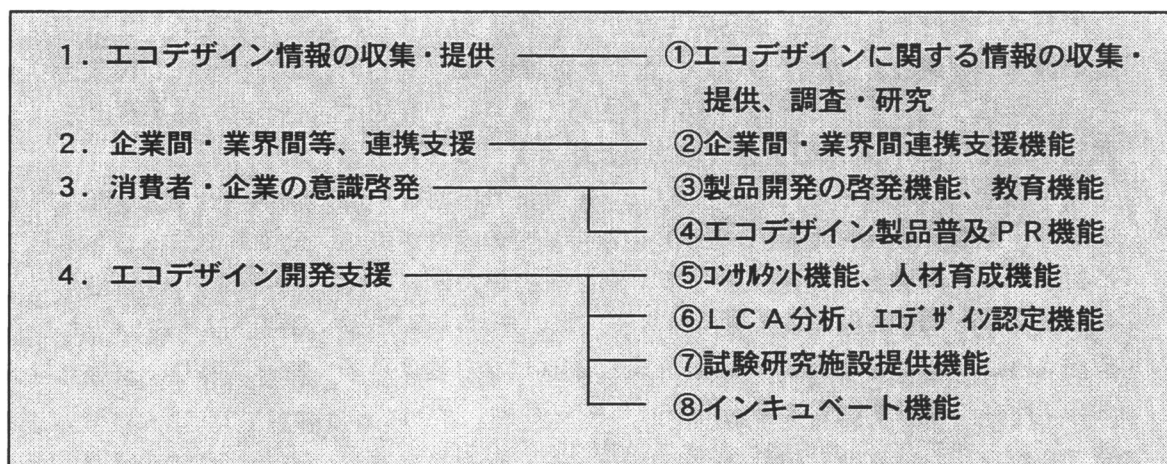 1．エコデザイン情報の収集・提供
①エコデザインに関する情報の収集・
提供、調査・研究
2．企業間・業界間等、連携支援
②企業間・業界間連携支援機能
3．消費者・企業の意識啓発
③製品開発の啓発機能、教育機能
④エコデザイン製品普及ＰＲ機能
4．エコデザイン開発支援
⑤ｺﾝｻﾙﾀﾝﾄ機能、人材育成機能
⑥ＬＣＡ分析、ｴｺﾃﾞｻﾞｲﾝ認定機能
⑦試験研究施設提供機能
⑧インキュベート機能